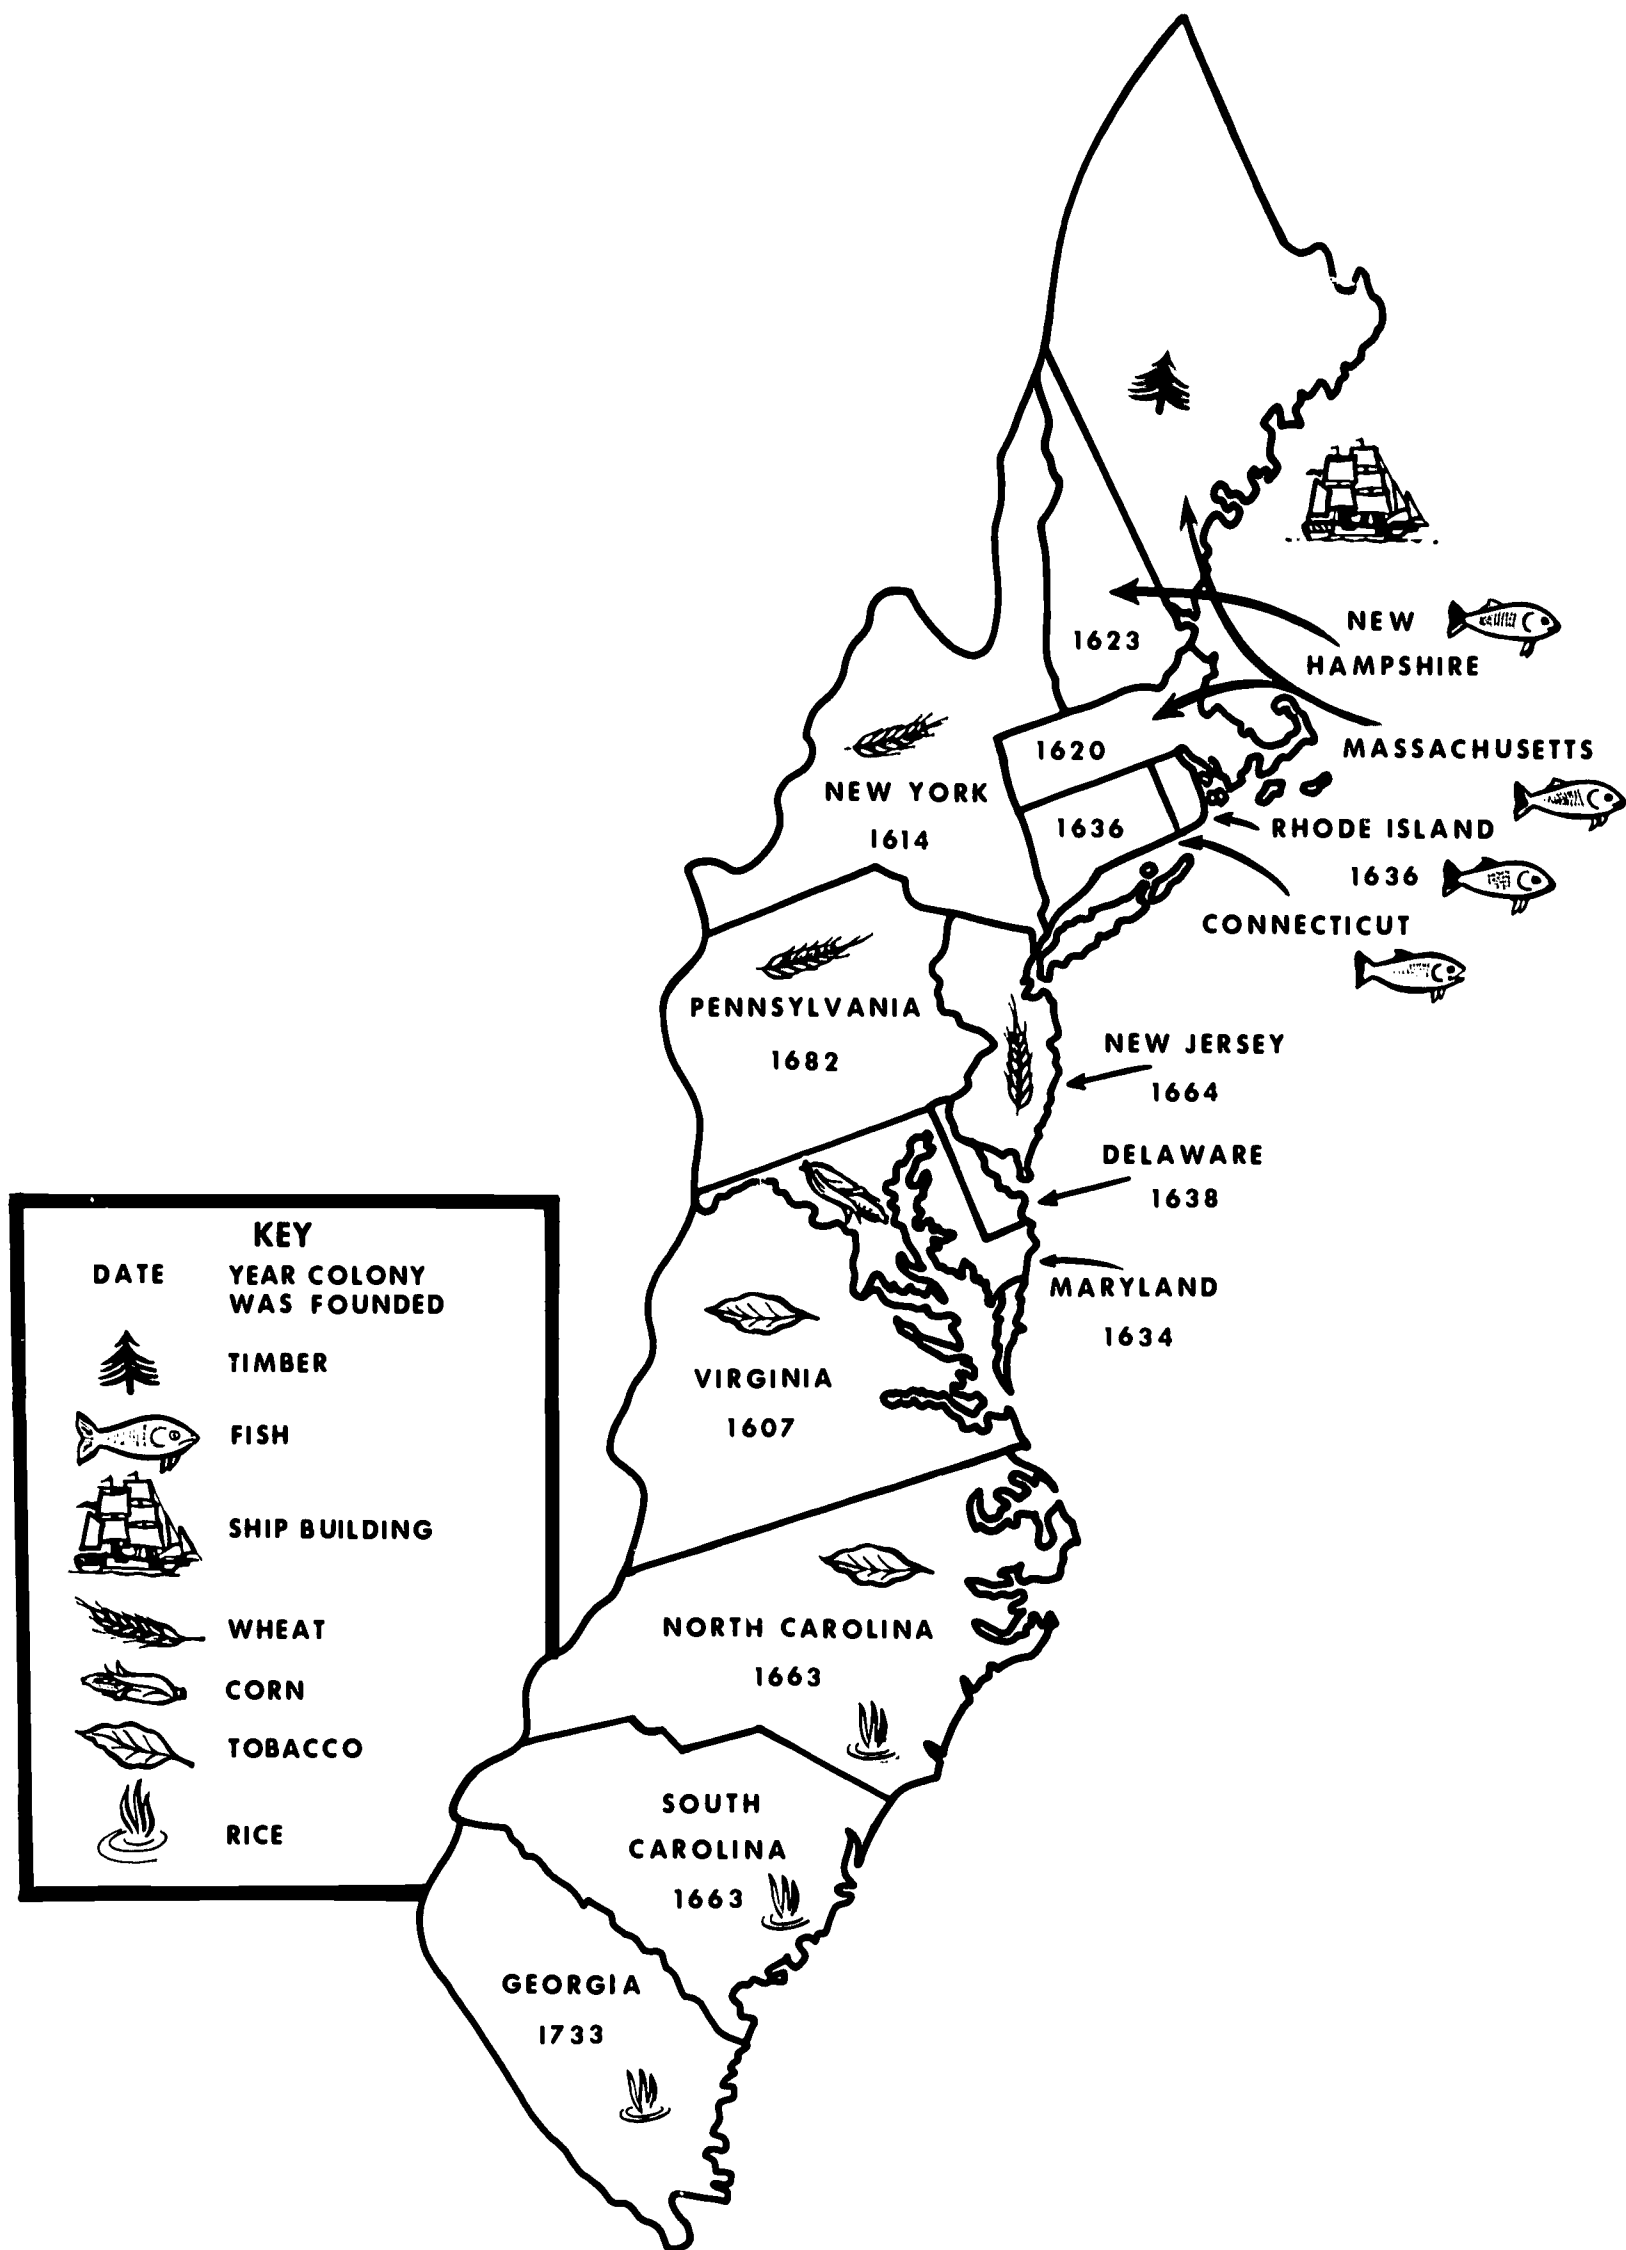 1623
NEW
HAMPSHIRE
1620
MASSACHUSETTS
NEW YORK
1614
1636
RHODE ISLAND
1636
CONNECTICUT
PENNSYLVANIA
1682
NEW JERSEY
1664
DELAWARE
1638
MARYLAND
1634
VIRGINIA
1607
NORTH CAROLINA
1663
SOUTH
CAROLINA
1663
GEORGIA
1733
KEY
DATE YEAR COLONY
WAS FOUNDED
TIMBER
FISH
SHIP BUILDING
WHEAT
CORN
TOBACCO
RICE